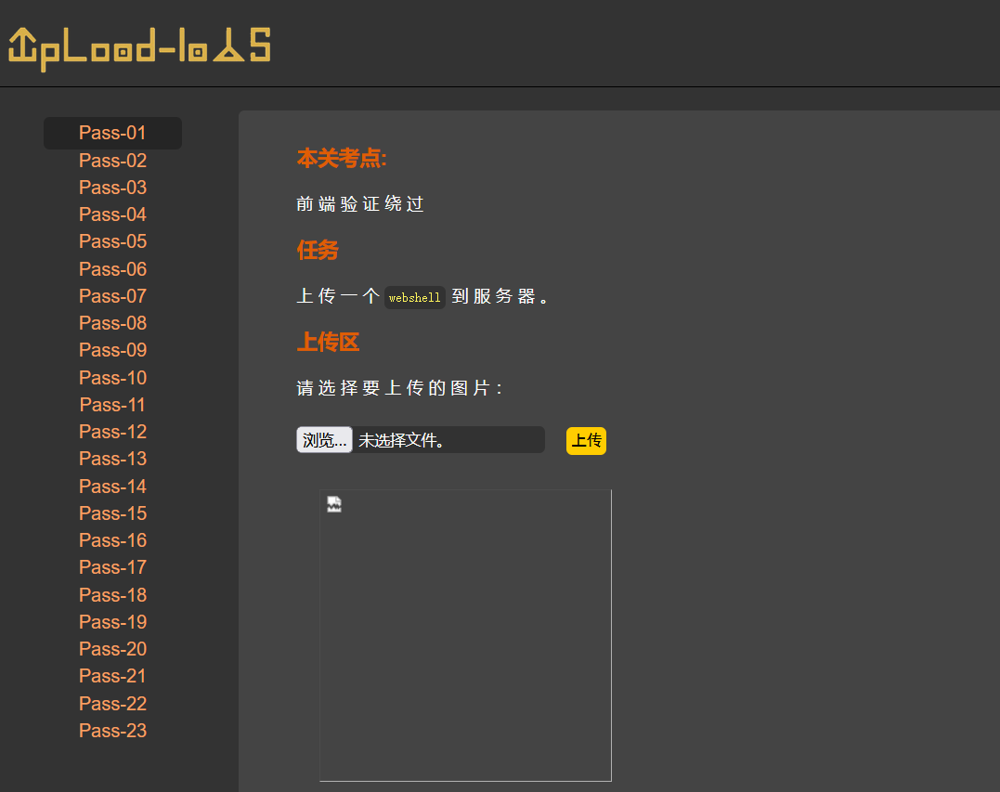 upLoad-labs
Pass-01
Pass-02
Pass-03
Pass-04
Pass-05
Pass-06
Pass-07
Pass-08
Pass-09
Pass-10
Pass-11
Pass-12
Pass-13
Pass-14
Pass-15
Pass-16
Pass-17
Pass-18
Pass-19
Pass-20
Pass-21
Pass-22
Pass-23
本关考点:
前端验证绕过
任务
上传一个 webshell 到服务器。
上传区
请选择要上传的图片：
浏览... 未选择文件。 上传